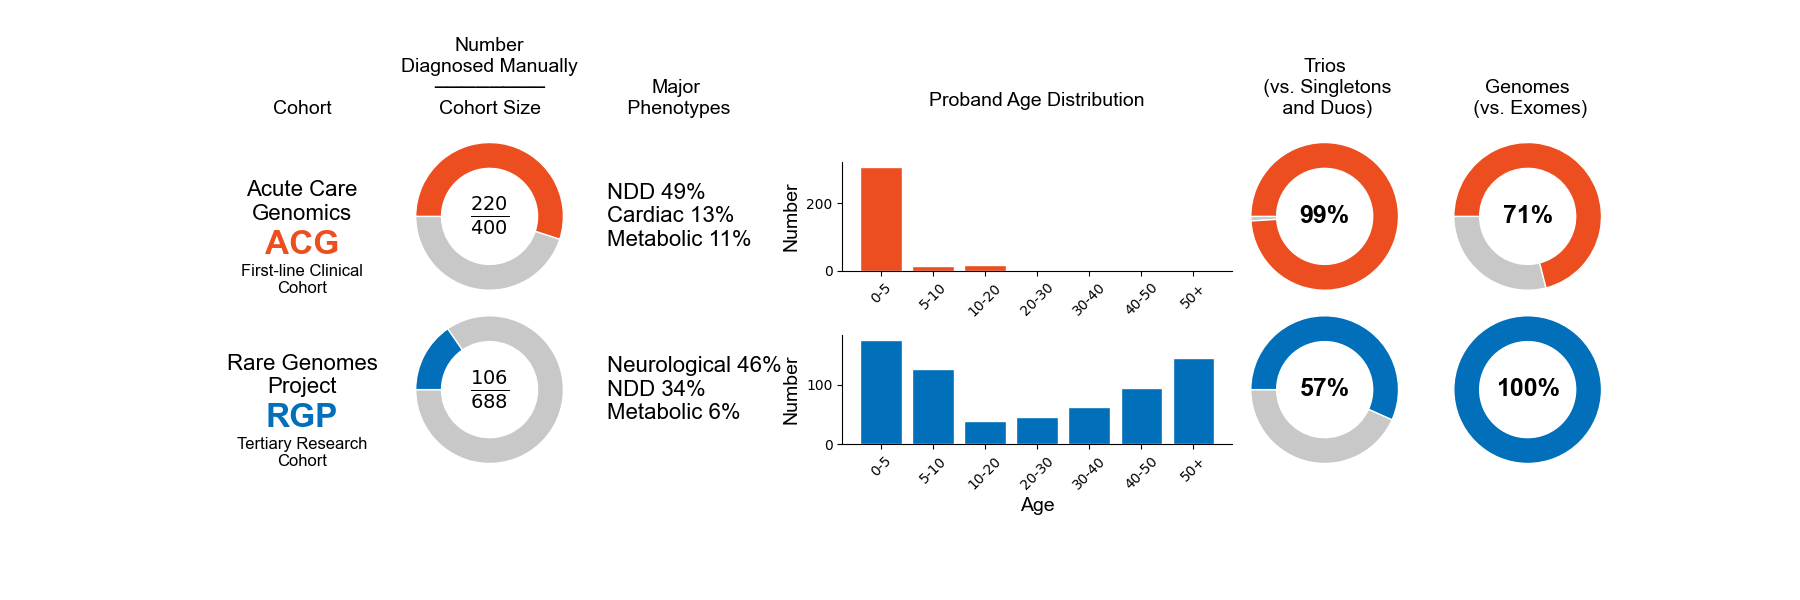 Number
Diagnosed Manually
Cohort Size
Cohort
Major
Phenotypes
Proband Age Distribution
Trios
(vs. Singletons
and Duos)
Genomes
(vs. Exomes)
Acute Care
Genomics
ACG
First-line Clinical
Cohort
220
400
NDD 49%
Cardiac 13%
Metabolic 11%
Number
200
0
0-5
5-10
10-20
20-30
30-40
40-50
50+
99%
71%
Rare Genomes
Project
RGP
Tertiary Research
Cohort
106
688
Neurological 46%
NDD 34%
Metabolic 6%
Number
100
0
0-5
5-10
10-20
20-30
30-40
40-50
50+
Age
57%
100%